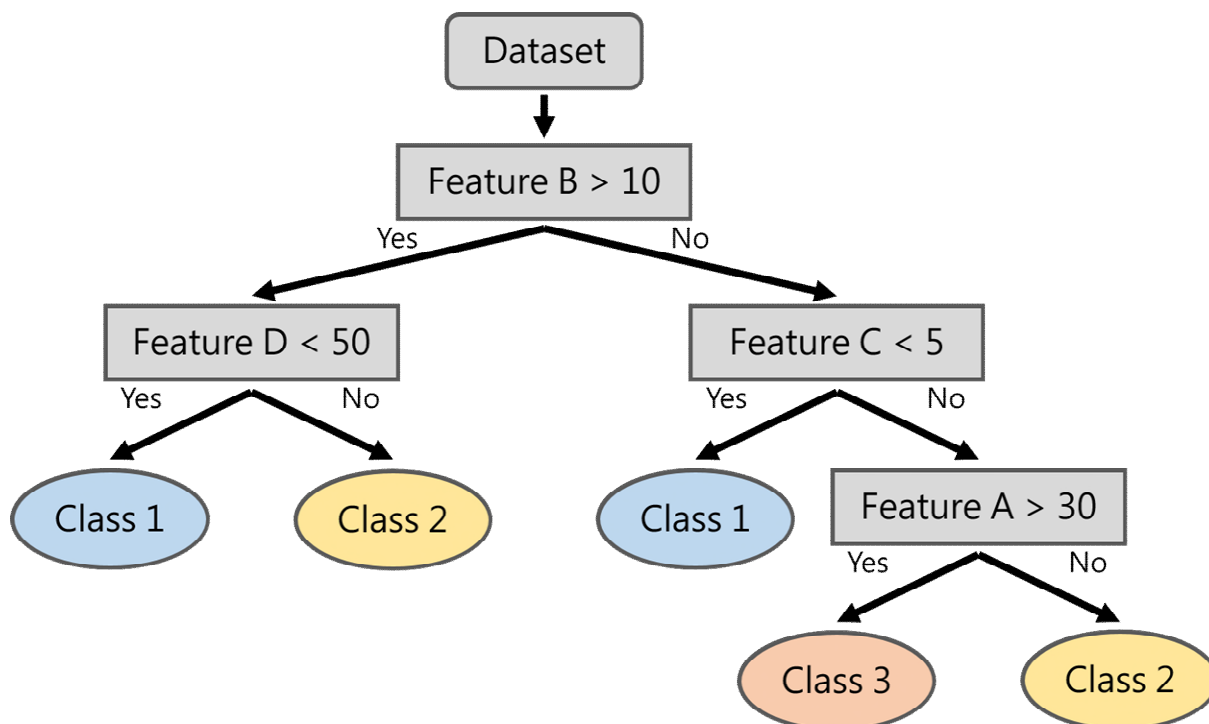 Dataset
Feature B > 10
Yes
No
Feature D < 50
Feature C < 5
Yes
No
Yes
No
Class 1
Class 2
Class 1
Feature A > 30
Yes
No
Class 3
Class 2